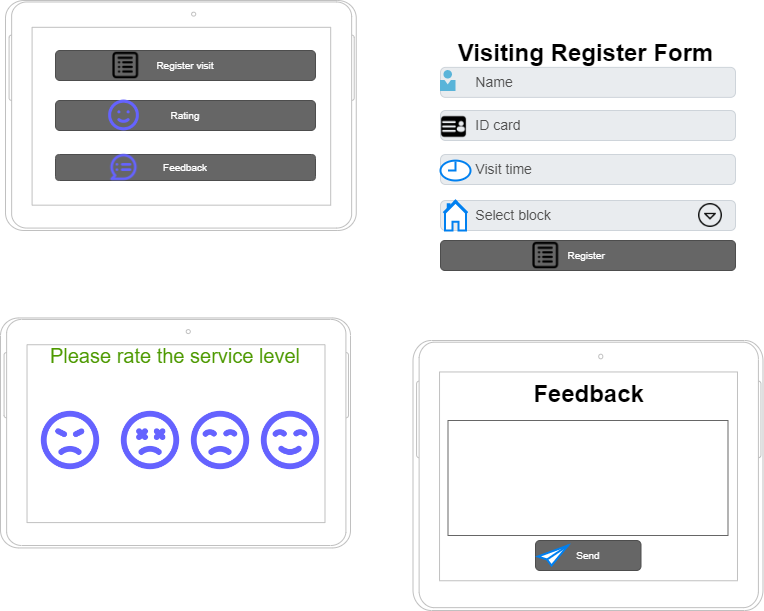 Register visit
Rating
Feedback
Visiting Register Form
Name
ID card
Visit time
Select block
Register
Please rate the service level
Feedback
Send